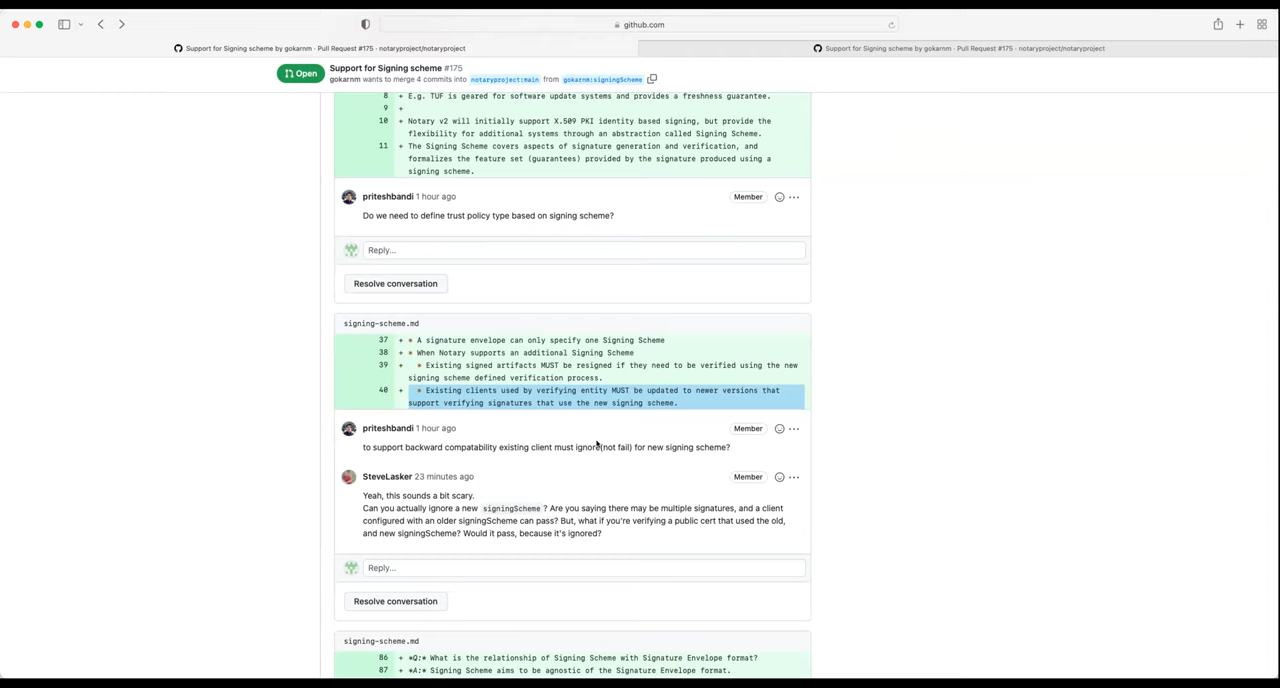 github.com
Support for Signing scheme by gokarnm · Pull Request #175 · notaryproject/notaryproject
Support for Signing scheme by gokarnm · Pull Request #175 · notaryproject/notaryproject
Open
Support for Signing scheme #175
gokarnm wants to merge 4 commits into notaryproject:main from gokarnm:signingScheme
8 + E.g. TUF is geared for software update systems and provides a freshness guarantee.
9 +
10 + Notary v2 will initially support X.509 PKI identity based signing, but provide the
flexibility for additional systems through an abstraction called Signing Scheme.
11 + The Signing Scheme covers aspects of signature generation and verification, and
formalizes the feature set (guarantees) provided by the signature produced using a
signing scheme.
priteshbandi 1 hour ago
Member
Do we need to define trust policy type based on signing scheme?
Reply...
Resolve conversation
signing-scheme.md
37 + * A signature envelope can only specify one Signing Scheme
38 + * When Notary supports an additional Signing Scheme
39 + * Existing signed artifacts MUST be resigned if they need to be verified using the new
signing scheme defined verification process.
40 + * Existing clients used by verifying entity MUST be updated to newer versions that
support verifying signatures that use the new signing scheme.
priteshbandi 1 hour ago
Member
to support backward compatability existing client must ignore(not fail) for new signing scheme?
SteveLasker 23 minutes ago
Member
Yeah, this sounds a bit scary.
Can you actually ignore a new signingScheme ? Are you saying there may be multiple signatures, and a client
configured with an older signingScheme can pass? But, what if you're verifying a public cert that used the old,
and new signingScheme? Would it pass, because it's ignored?
Reply...
Resolve conversation
signing-scheme.md
86 + *Q:* What is the relationship of Signing Scheme with Signature Envelope format?
87 + *A:* Signing Scheme aims to be agnostic of the Signature Envelope format.